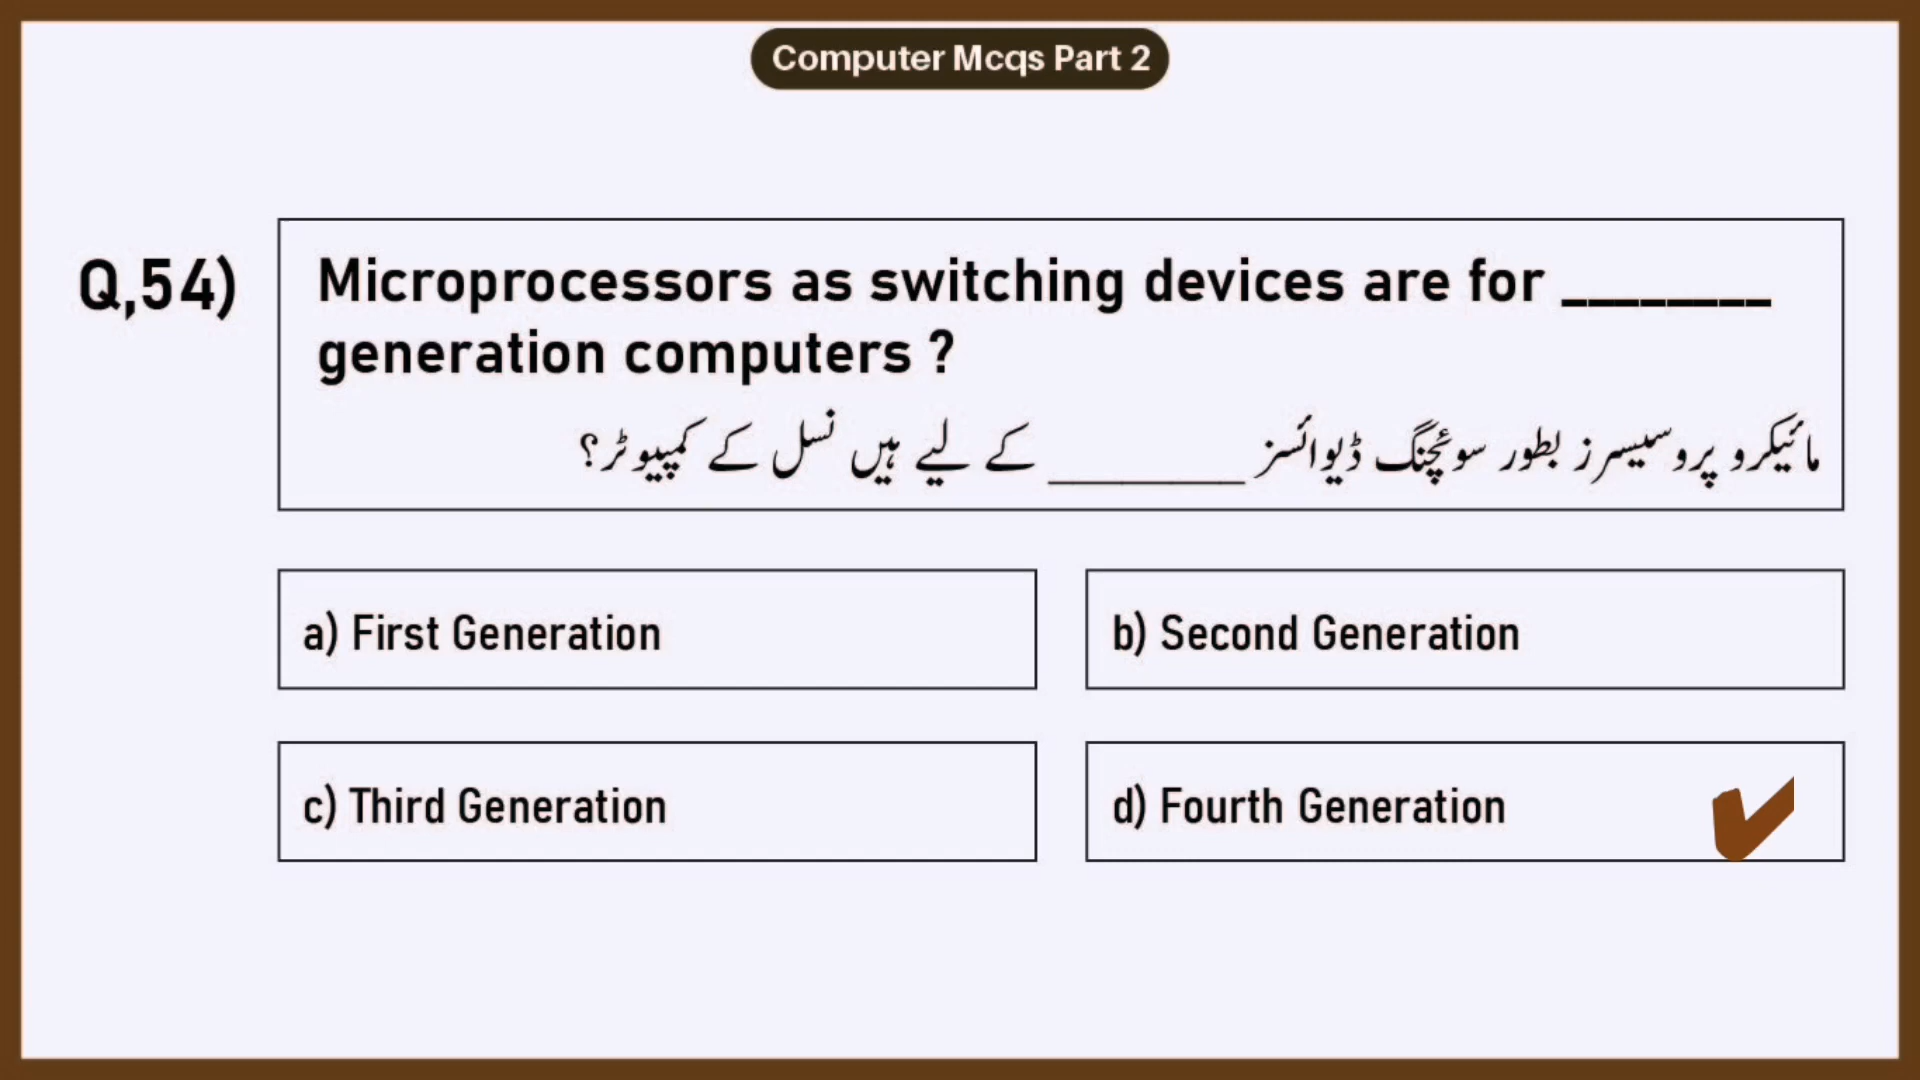 Computer Mcqs Part 2
Q,54)
Microprocessors as switching devices are for ________
generation computers ?
مائیکرو پروسیسرز بطور سوئچنگ ڈیوائسز ________ کے لیے ہیں نسل کے کمپیوٹر؟
a) First Generation
b) Second Generation
c) Third Generation
d) Fourth Generation